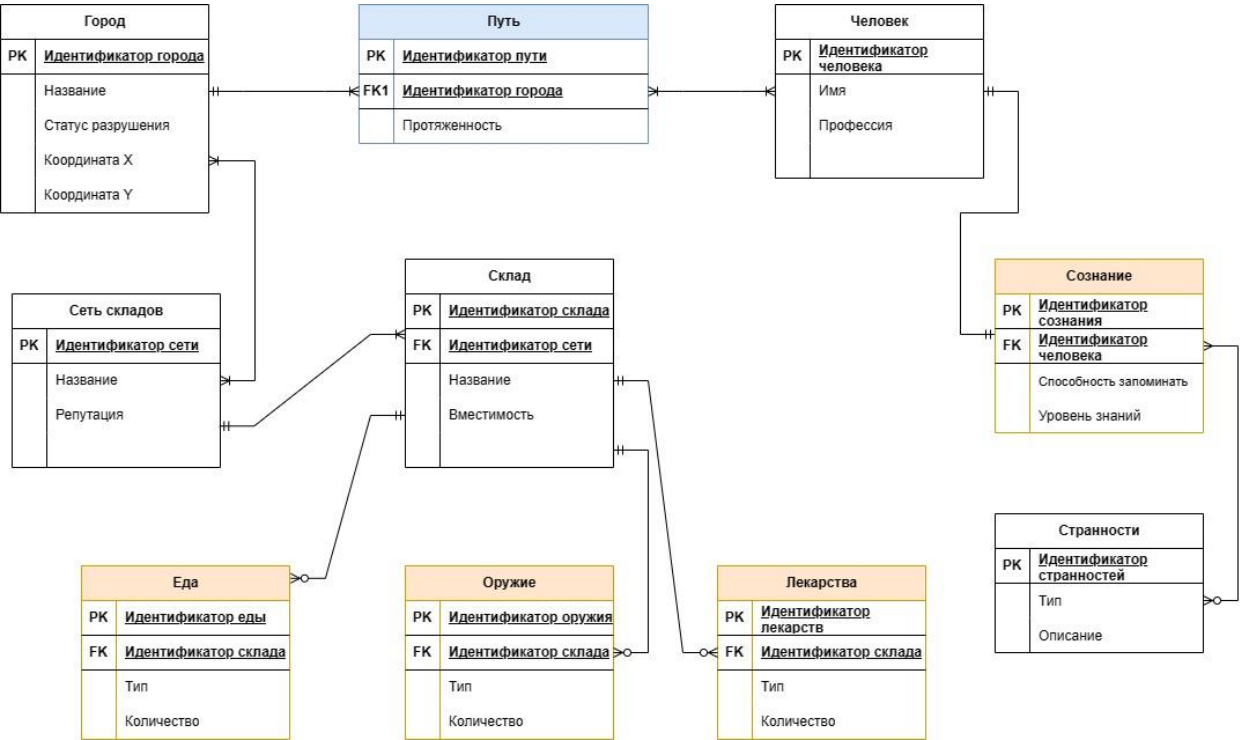 Город
PK Идентификатор города
Название
Статус разрушения
Координата X
Координата Y
Путь
PK Идентификатор пути
FK1 Идентификатор города
Протяженность
Человек
PK Идентификатор
человека
Имя
Профессия
Сеть складов
PK Идентификатор сети
Название
Репутация
Склад
PK Идентификатор склада
FK Идентификатор сети
Название
Вместимость
Сознание
PK Идентификатор
сознания
FK Идентификатор
человека
Способность запоминать
Уровень знаний
Еда
PK Идентификатор еды
FK Идентификатор склада
Тип
Количество
Оружие
PK Идентификатор оружия
FK Идентификатор склада
Тип
Количество
Лекарства
PK Идентификатор
лекарств
FK Идентификатор склада
Тип
Количество
Странности
PK Идентификатор
странностей
Тип
Описание